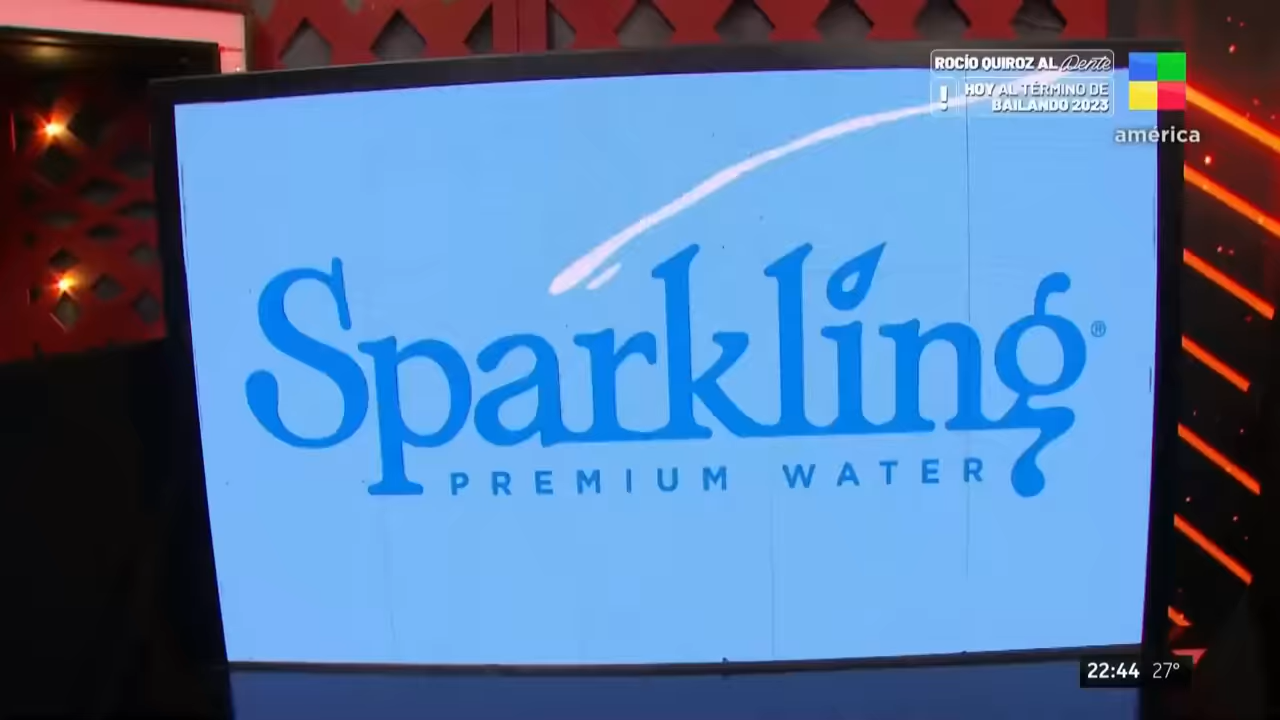 ROCÍO QUIROZ AL Dente
! HOY AL TÉRMINO DE
BAILANDO 2023
américa
Sparkling®
PREMIUM WATER
22:44 27°